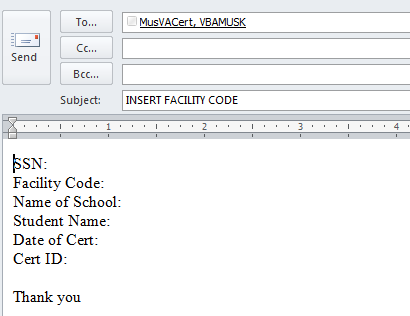 To...
MusVACert, VBAMUSK
Send
Cc...
Bcc...
Subject:
INSERT FACILITY CODE
1
2
3
4
SSN:
Facility Code:
Name of School:
Student Name:
Date of Cert:
Cert ID:
Thank you